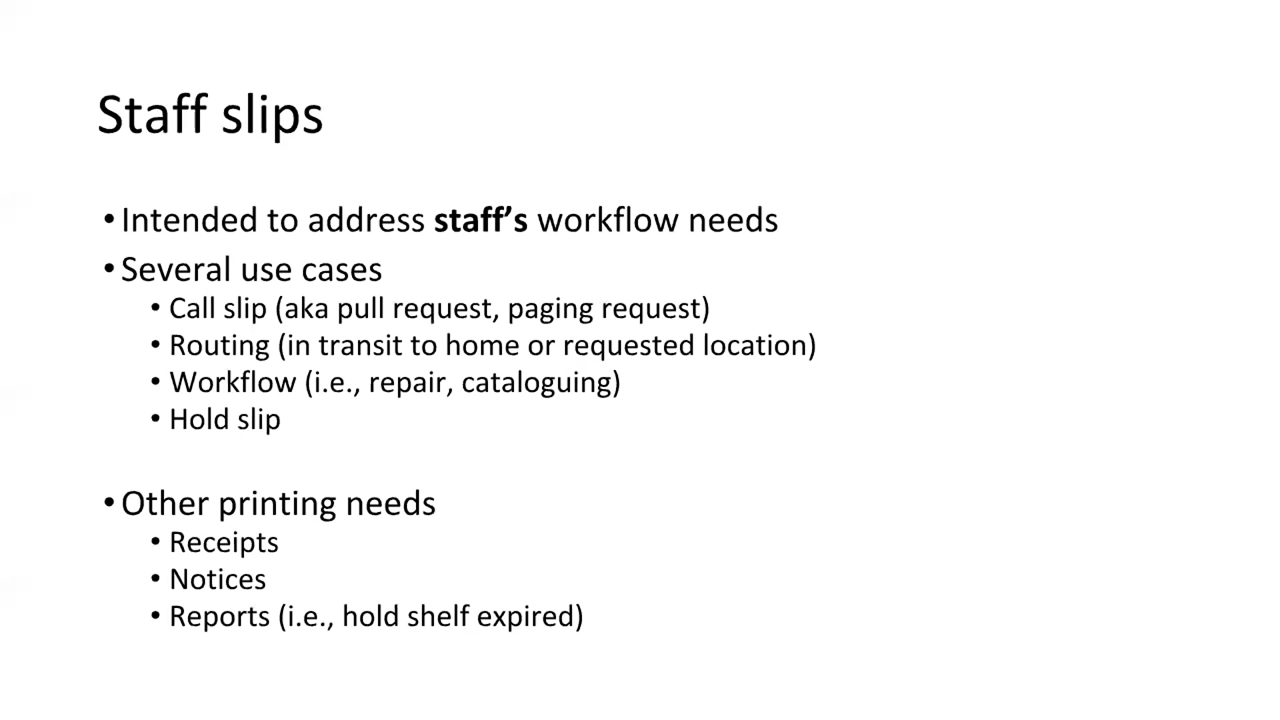 Staff slips
• Intended to address staff's workflow needs
• Several use cases
• Call slip (aka pull request, paging request)
• Routing (in transit to home or requested location)
• Workflow (i.e., repair, cataloguing)
• Hold slip
• Other printing needs
• Receipts
• Notices
• Reports (i.e., hold shelf expired)